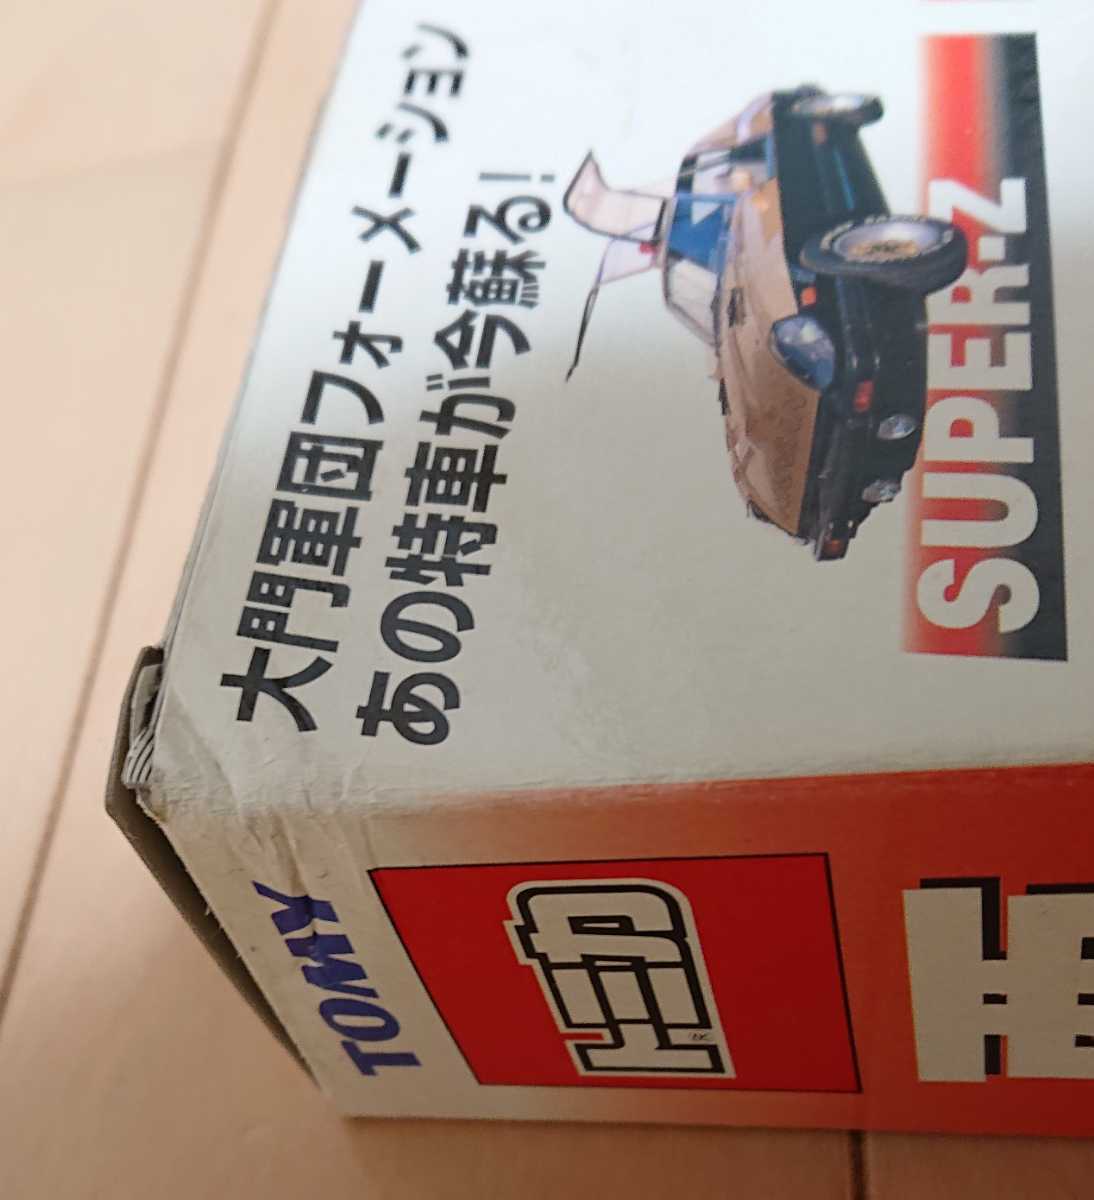 大門軍団フォーメーション
あの特車が今蘇る!
SUPER-Z
TOMY
トミカ